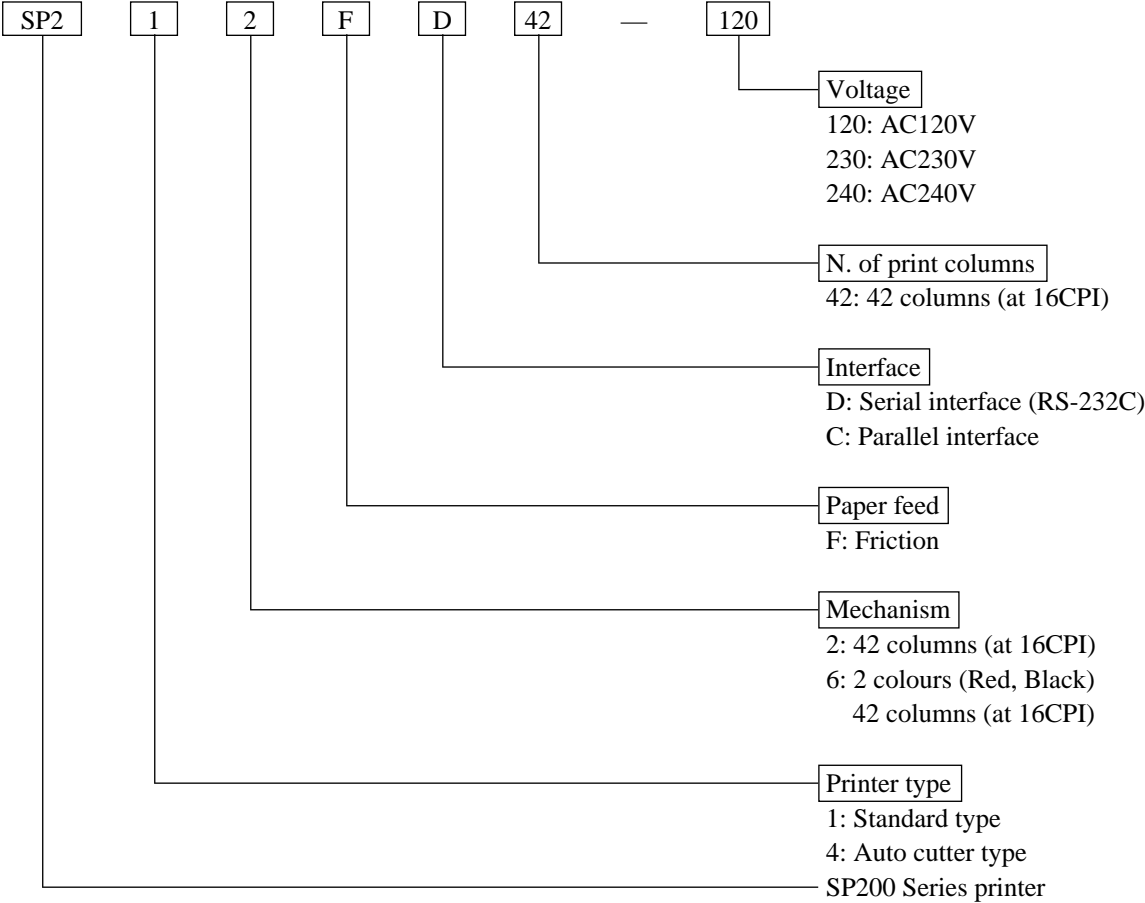 SP2 1 2 F D 42 — 120
Voltage
120: AC120V
230: AC230V
240: AC240V
N. of print columns
42: 42 columns (at 16CPI)
Interface
D: Serial interface (RS-232C)
C: Parallel interface
Paper feed
F: Friction
Mechanism
2: 42 columns (at 16CPI)
6: 2 colours (Red, Black)
42 columns (at 16CPI)
Printer type
1: Standard type
4: Auto cutter type
SP200 Series printer